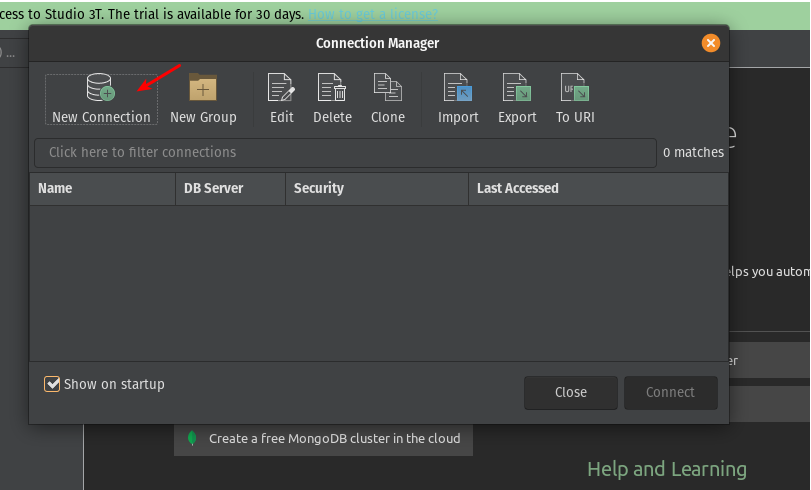 cess to Studio 3T. The trial is available for 30 days. How to get a license?
) ...
Connection Manager
New Connection
New Group
Edit
Delete
Clone
Import
Export
To URI
Click here to filter connections
0 matches
Name
DB Server
Security
Last Accessed
e
elps you autom
er
Show on startup
Close
Connect
Create a free MongoDB cluster in the cloud
Help and Learning